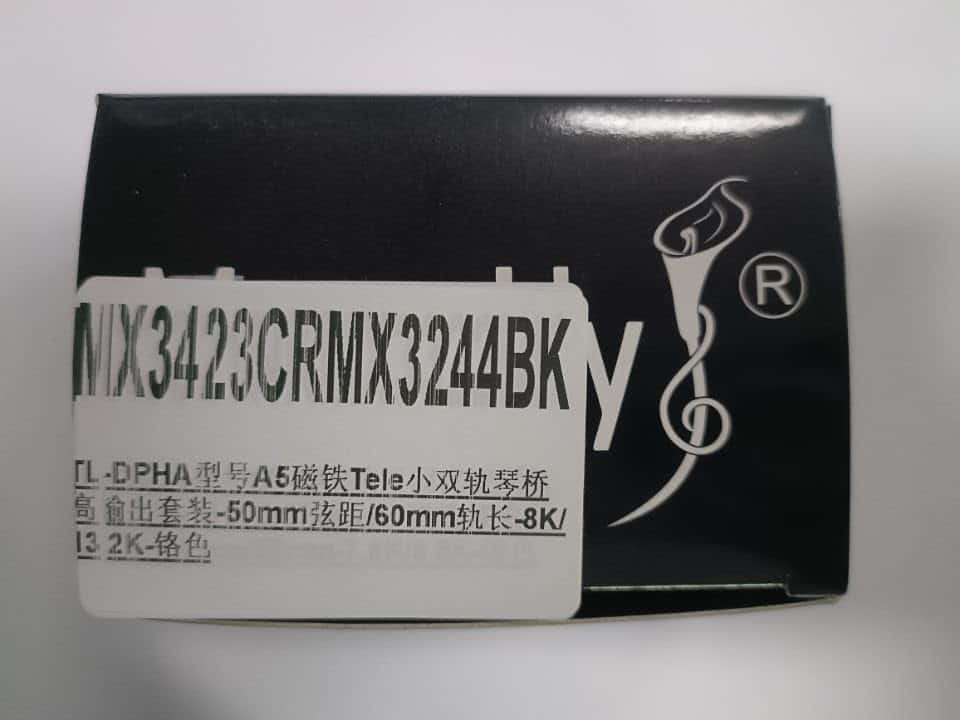 MX3423CRMX3244BK
y ®
TL-DPHA型号A5磁铁Tele小双轨琴桥
高输出套装-50mm弦距/60mm轨长-8K/
13.2K-铬色